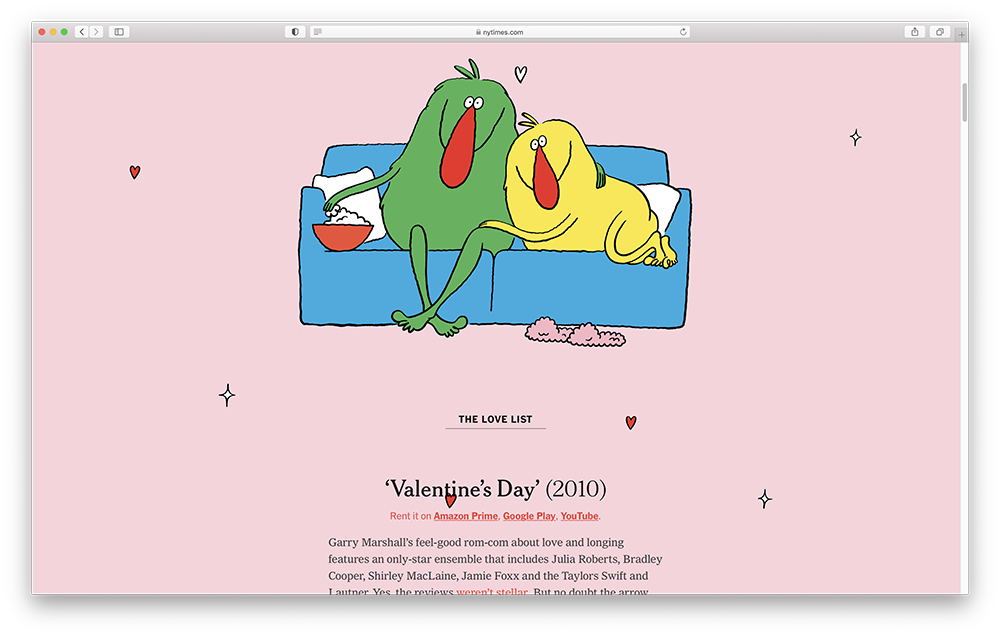 nytimes.com
THE LOVE LIST
‘Valentine’s Day’ (2010)
Rent it on Amazon Prime, Google Play, YouTube.
Garry Marshall’s feel-good rom-com about love and longing
features an only-star ensemble that includes Julia Roberts, Bradley
Cooper, Shirley MacLaine, Jamie Foxx and the Taylors Swift and
Lautner. Yes, the reviews weren’t stellar. But no doubt the arrow